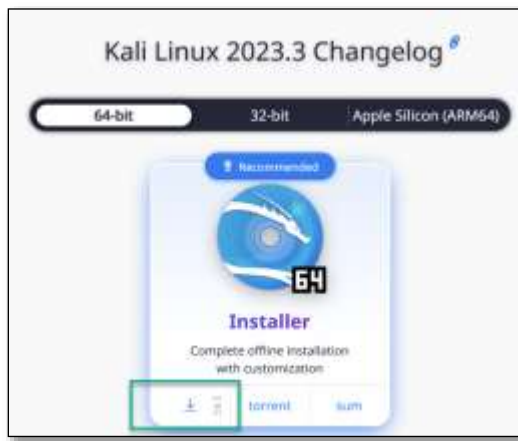 Kali Linux 2023.3 Changelog
64-bit 32-bit Apple Silicon (ARM64)
Recommended
64
Installer
Complete offline installation
with customization
torrent sum